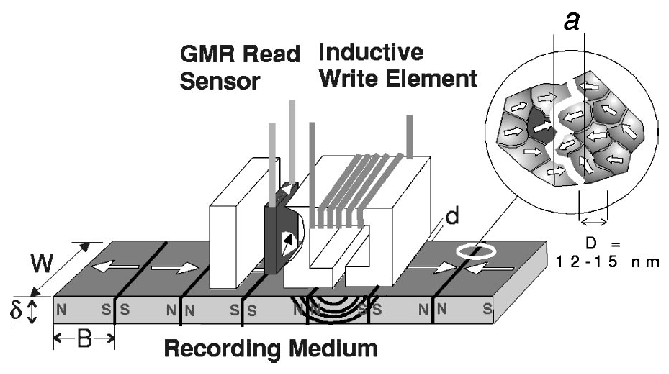 a
GMR Read
Sensor
Inductive
Write Element
d
D =
12-15 nm
W
δ
N S S N N S S N N S S N N S
B
Recording Medium